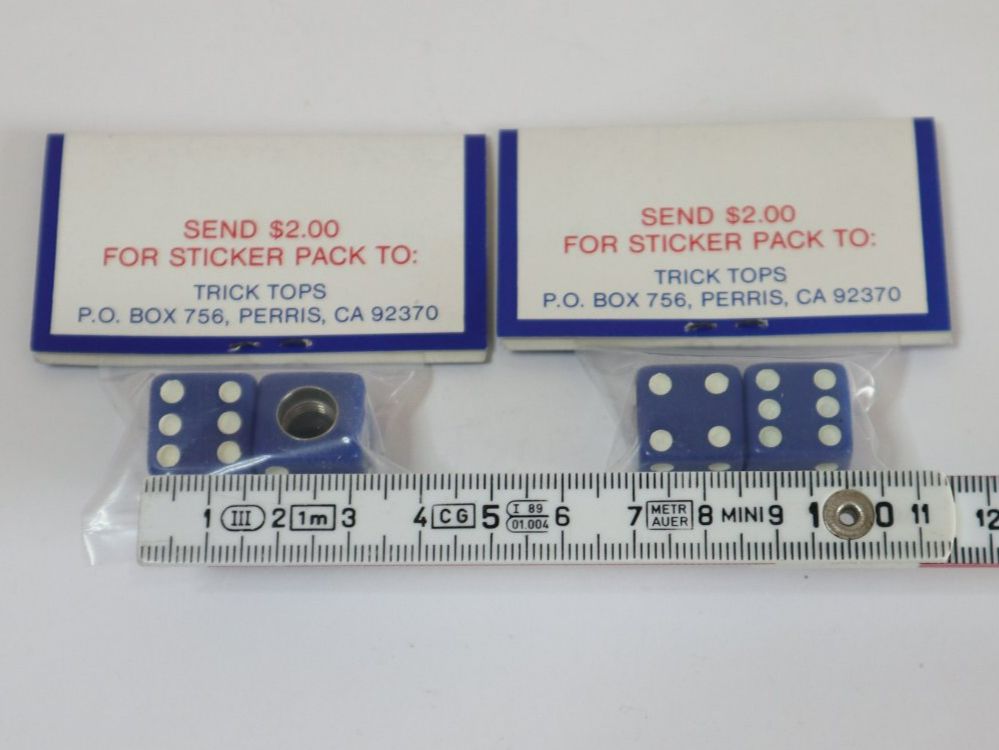 SEND $2.00
FOR STICKER PACK TO:
TRICK TOPS
P.O. BOX 756, PERRIS, CA 92370
SEND $2.00
FOR STICKER PACK TO:
TRICK TOPS
P.O. BOX 756, PERRIS, CA 92370
1 III 2 1m 3 4 CG 5 I 89 01.004 6 7 METR AUER 8 MINI 9 10 11 12